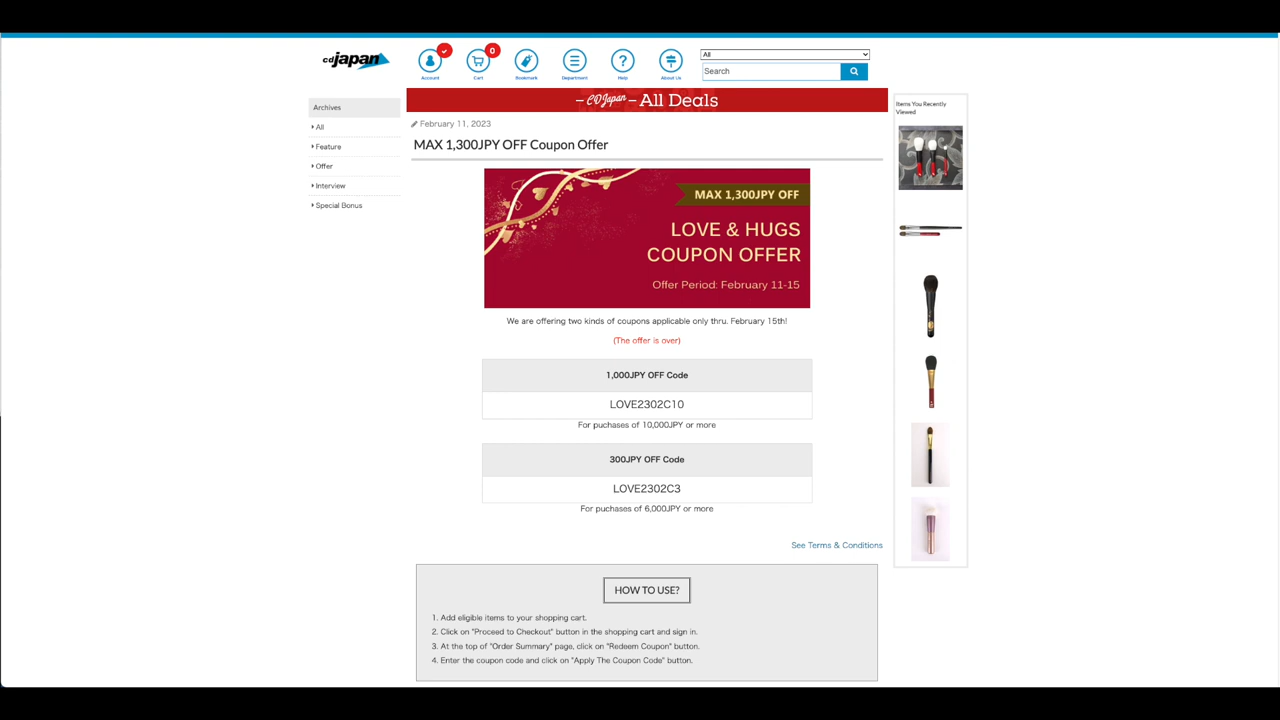 cdjapan
Account
0
Cart
Bookmark
Department
?
Help
About Us
All
Search
Archives
All
Feature
Offer
Interview
Special Bonus
– CDJapan – All Deals
February 11, 2023
MAX 1,300JPY OFF Coupon Offer
MAX 1,300JPY OFF
LOVE & HUGS
COUPON OFFER
Offer Period: February 11-15
We are offering two kinds of coupons applicable only thru. February 15th!
(The offer is over)
1,000JPY OFF Code
LOVE2302C10
For puchases of 10,000JPY or more
300JPY OFF Code
LOVE2302C3
For puchases of 6,000JPY or more
See Terms & Conditions
HOW TO USE?
1. Add eligible items to your shopping cart.
2. Click on "Proceed to Checkout" button in the shopping cart and sign in.
3. At the top of "Order Summary" page, click on "Redeem Coupon" button.
4. Enter the coupon code and click on "Apply The Coupon Code" button.
Items You Recently
Viewed